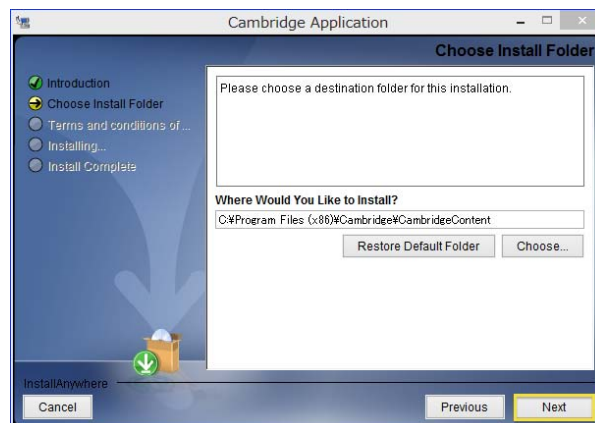 Cambridge Application
Choose Install Folder
Introduction
Choose Install Folder
Terms and conditions of ...
Installing...
Install Complete
Please choose a destination folder for this installation.
Where Would You Like to Install?
C:¥Program Files (x86)¥Cambridge¥CambridgeContent
Restore Default Folder
Choose...
InstallAnywhere
Cancel
Previous
Next